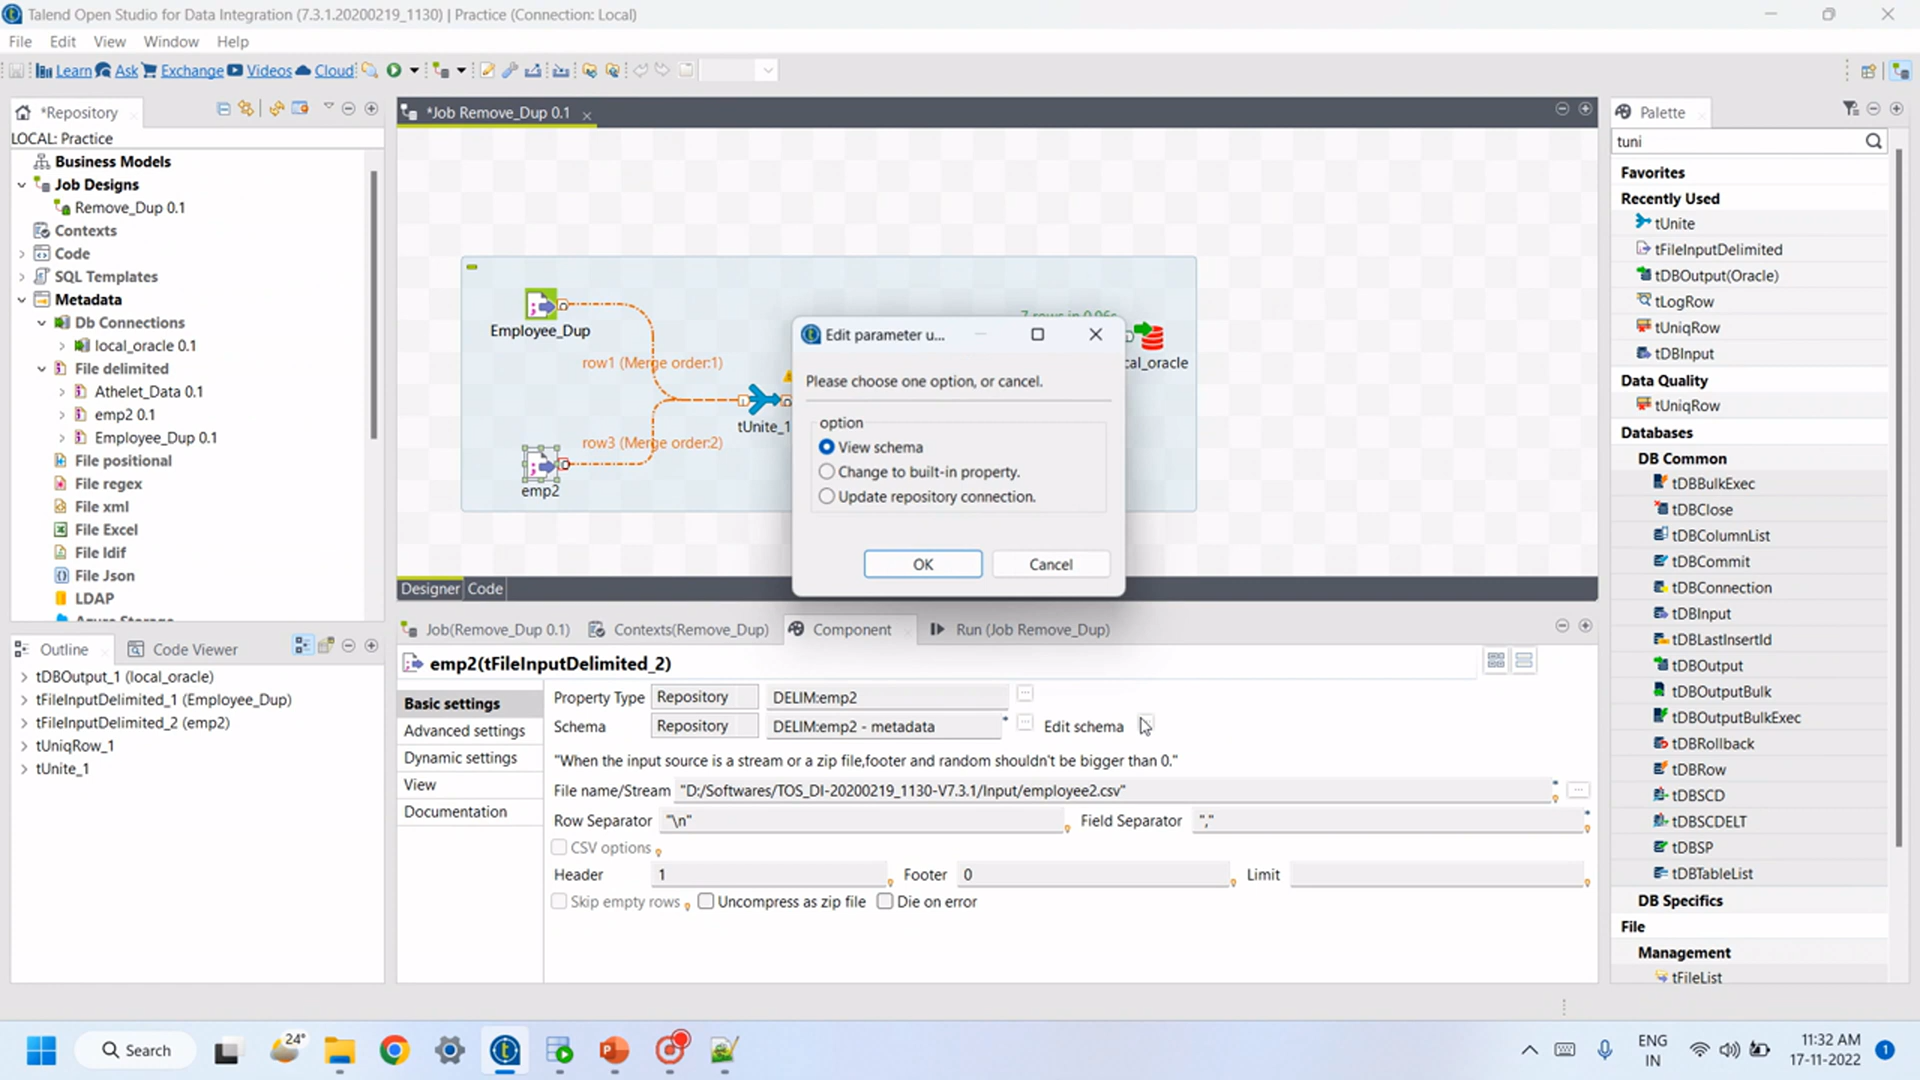 Talend Open Studio for Data Integration (7.3.1.20200219_1130) | Practice (Connection: Local)
File Edit View Window Help
Learn Ask Exchange Videos Cloud
*Repository
LOCAL: Practice
Business Models
Job Designs
Remove_Dup 0.1
Contexts
Code
SQL Templates
Metadata
Db Connections
local_oracle 0.1
File delimited
Athelet_Data 0.1
emp2 0.1
Employee_Dup 0.1
File positional
File regex
File xml
File Excel
File ldif
File Json
LDAP
Outline Code Viewer
tDBOutput_1 (local_oracle)
tFileInputDelimited_1 (Employee_Dup)
tFileInputDelimited_2 (emp2)
tUniqRow_1
tUnite_1
*Job Remove_Dup 0.1
Employee_Dup
row1 (Merge order:1)
tUnite_1
row3 (Merge order:2)
emp2
cal_oracle
Edit parameter u...
Please choose one option, or cancel.
option
View schema
Change to built-in property.
Update repository connection.
OK Cancel
Designer Code
Job(Remove_Dup 0.1) Contexts(Remove_Dup) Component Run (Job Remove_Dup)
emp2(tFileInputDelimited_2)
Basic settings
Advanced settings
Dynamic settings
View
Documentation
Property Type Repository DELIM:emp2
Schema Repository DELIM:emp2 - metadata * Edit schema
"When the input source is a stream or a zip file,footer and random shouldn't be bigger than 0."
File name/Stream "D:/Softwares/TOS_DI-20200219_1130-V7.3.1/Input/employee2.csv" *
Row Separator "\n" Field Separator "," *
CSV options
Header 1 Footer 0 Limit
Skip empty rows Uncompress as zip file Die on error
Palette
tuni
Favorites
Recently Used
tUnite
tFileInputDelimited
tDBOutput(Oracle)
tLogRow
tUniqRow
tDBInput
Data Quality
tUniqRow
Databases
DB Common
tDBBulkExec
tDBClose
tDBColumnList
tDBCommit
tDBConnection
tDBInput
tDBLastInsertId
tDBOutput
tDBOutputBulk
tDBOutputBulkExec
tDBRollback
tDBRow
tDBSCD
tDBSCDELT
tDBSP
tDBTableList
DB Specifics
File
Management
tFileList
Search
24°
ENG
IN
11:32 AM
17-11-2022
1